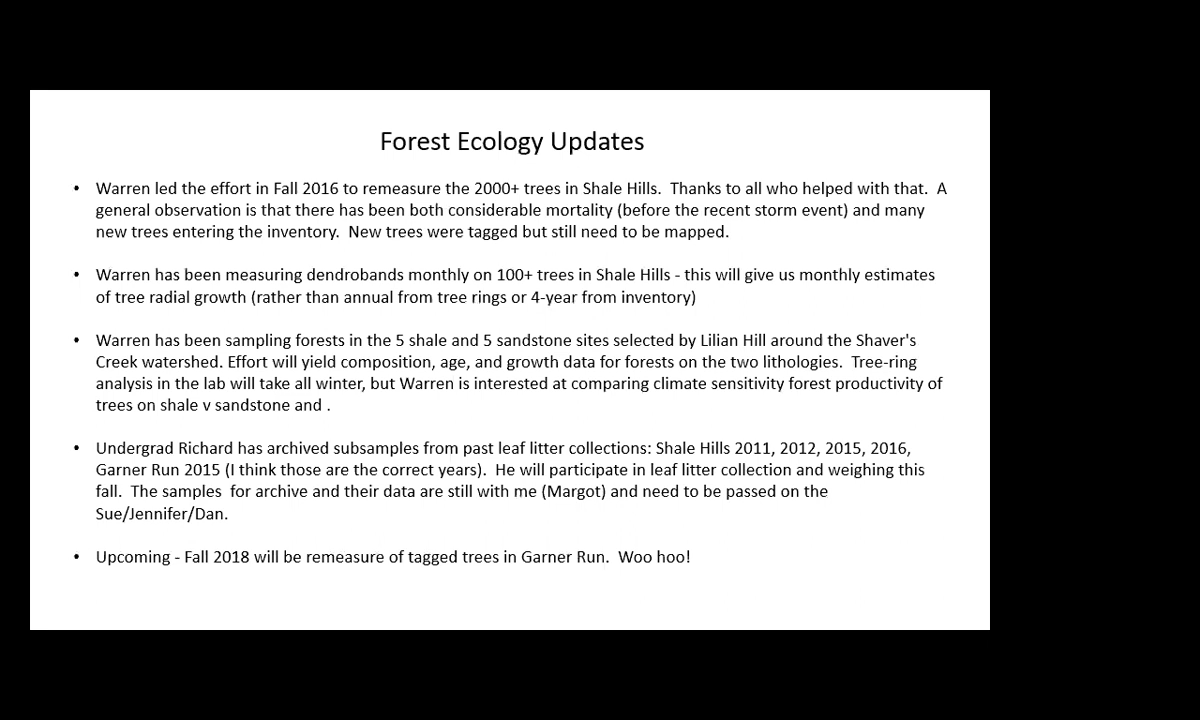 Forest Ecology Updates
• Warren led the effort in Fall 2016 to remeasure the 2000+ trees in Shale Hills.  Thanks to all who helped with that.  A
general observation is that there has been both considerable mortality (before the recent storm event) and many
new trees entering the inventory.  New trees were tagged but still need to be mapped.
• Warren has been measuring dendrobands monthly on 100+ trees in Shale Hills - this will give us monthly estimates
of tree radial growth (rather than annual from tree rings or 4-year from inventory)
• Warren has been sampling forests in the 5 shale and 5 sandstone sites selected by Lilian Hill around the Shaver's
Creek watershed. Effort will yield composition, age, and growth data for forests on the two lithologies.  Tree-ring
analysis in the lab will take all winter, but Warren is interested at comparing climate sensitivity forest productivity of
trees on shale v sandstone and .
• Undergrad Richard has archived subsamples from past leaf litter collections: Shale Hills 2011, 2012, 2015, 2016,
Garner Run 2015 (I think those are the correct years).  He will participate in leaf litter collection and weighing this
fall.  The samples  for archive and their data are still with me (Margot) and need to be passed on the
Sue/Jennifer/Dan.
• Upcoming - Fall 2018 will be remeasure of tagged trees in Garner Run.  Woo hoo!